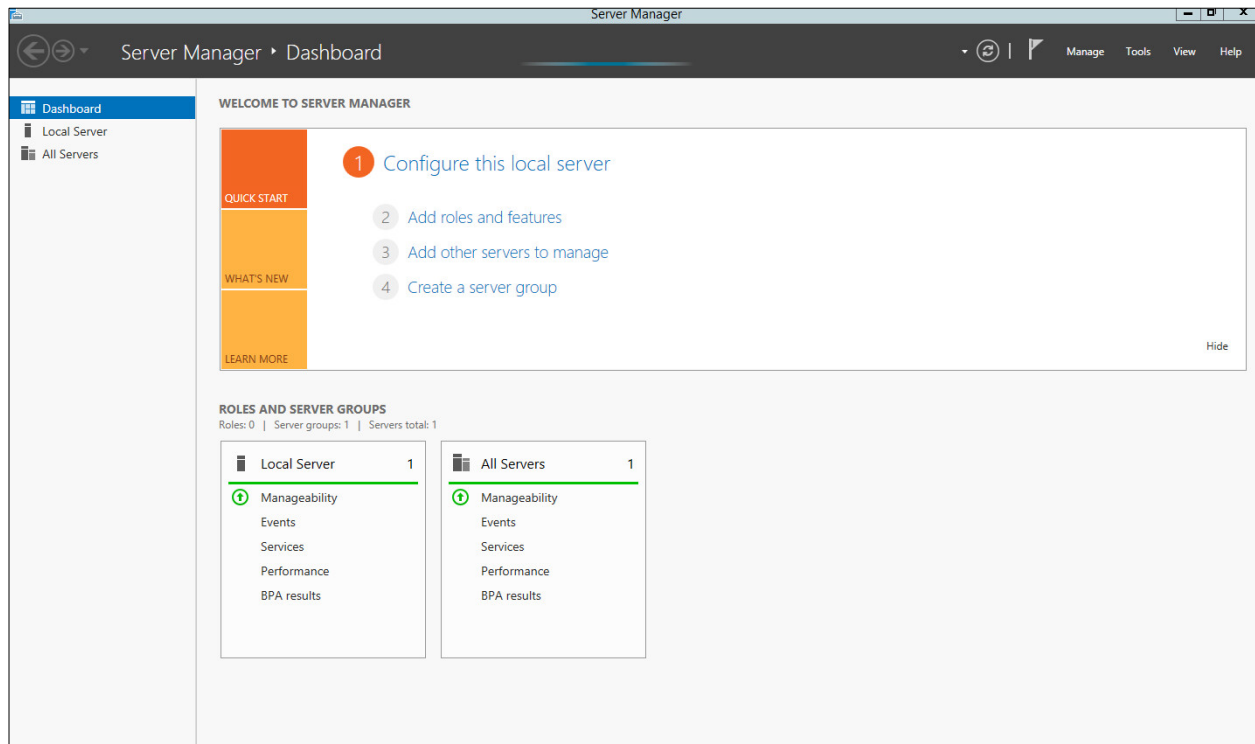 Server Manager
Server Manager • Dashboard
Manage Tools View Help
Dashboard
Local Server
All Servers
WELCOME TO SERVER MANAGER
QUICK START
WHAT'S NEW
LEARN MORE
1 Configure this local server
2 Add roles and features
3 Add other servers to manage
4 Create a server group
Hide
ROLES AND SERVER GROUPS
Roles: 0 | Server groups: 1 | Servers total: 1
Local Server 1
Manageability
Events
Services
Performance
BPA results
All Servers 1
Manageability
Events
Services
Performance
BPA results